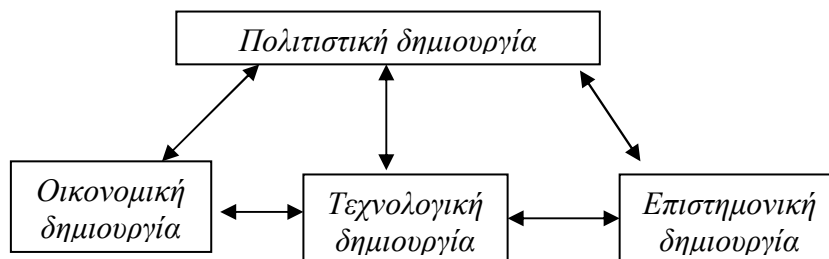 Πολιτιστική δημιουργία
Οικονομική
δημιουργία
Τεχνολογική
δημιουργία
Επιστημονική
δημιουργία